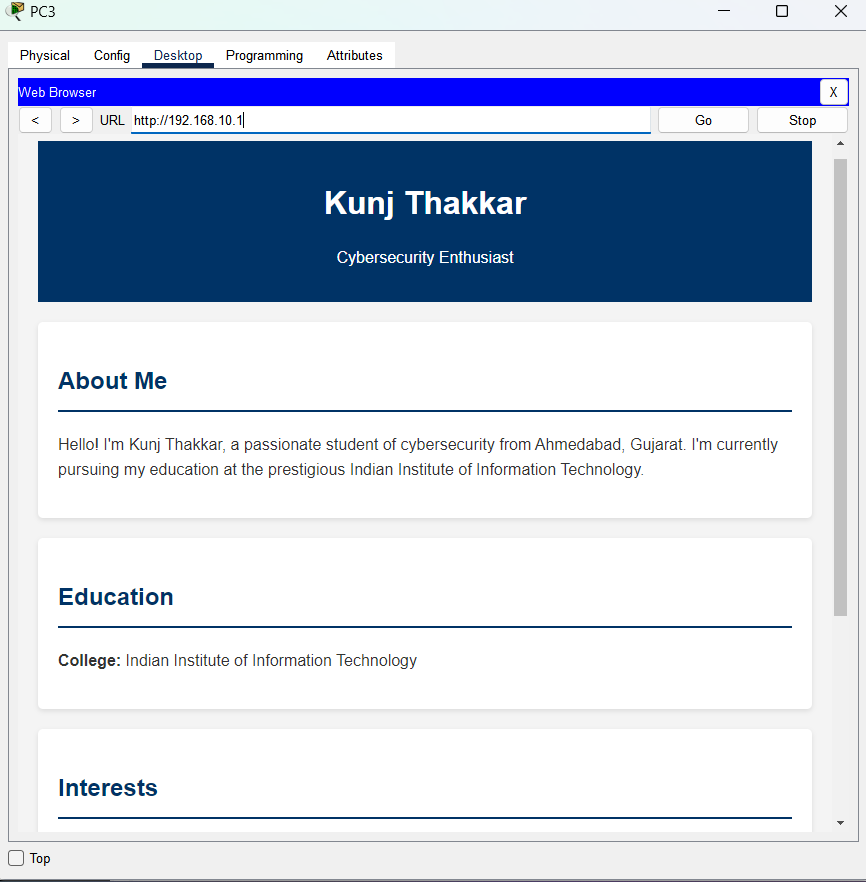 PC3
Physical Config Desktop Programming Attributes
Web Browser X
< > URL http://192.168.10.1 Go Stop
Kunj Thakkar
Cybersecurity Enthusiast
About Me
Hello! I'm Kunj Thakkar, a passionate student of cybersecurity from Ahmedabad, Gujarat. I'm currently
pursuing my education at the prestigious Indian Institute of Information Technology.
Education
College: Indian Institute of Information Technology
Interests
Top